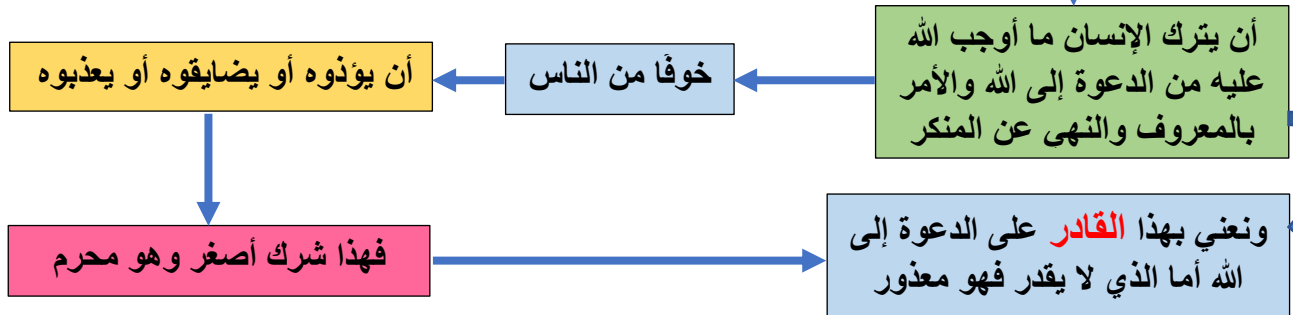 أن يترك الإنسان ما أوجب الله
عليه من الدعوة إلى الله والأمر
بالمعروف والنهي عن المنكر
خوفًا من الناس
أن يؤذوه أو يضايقوه أو يعذبوه
فهذا شرك أصغر وهو محرم
ونعني بهذا القادر على الدعوة إلى
الله أما الذي لا يقدر فهو معذور